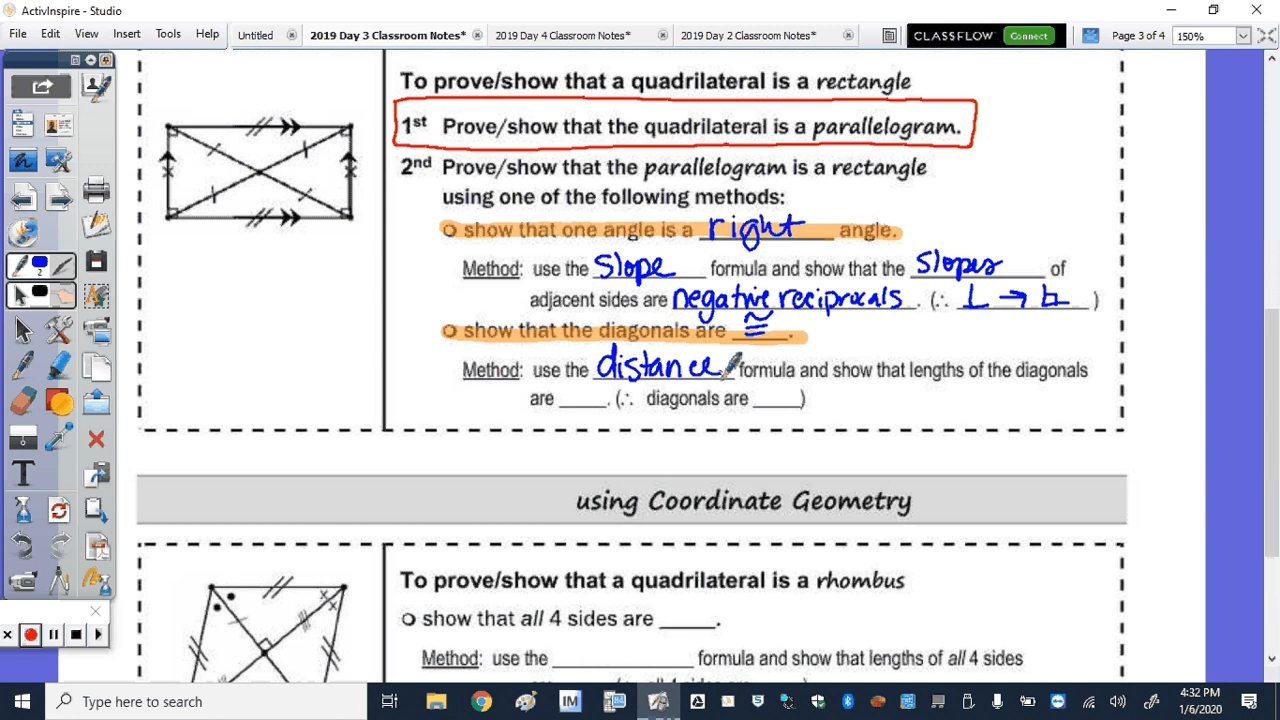 ActivInspire - Studio
File Edit View Insert Tools Help Untitled 2019 Day 3 Classroom Notes* 2019 Day 4 Classroom Notes* 2019 Day 2 Classroom Notes* CLASSFLOW Connect Page 3 of 4 150%
To prove/show that a quadrilateral is a rectangle
1st Prove/show that the quadrilateral is a parallelogram.
2nd Prove/show that the parallelogram is a rectangle
using one of the following methods:
show that one angle is a right angle.
Method: use the slope formula and show that the slopes of
adjacent sides are negative reciprocals. (∴ ⊥ → ⊾)
show that the diagonals are ≅.
Method: use the distance formula and show that lengths of the diagonals
are _____. (∴ diagonals are _____)
using Coordinate Geometry
To prove/show that a quadrilateral is a rhombus
show that all 4 sides are _____.
Method: use the _____ formula and show that lengths of all 4 sides
Type here to search
4:32 PM
1/6/2020